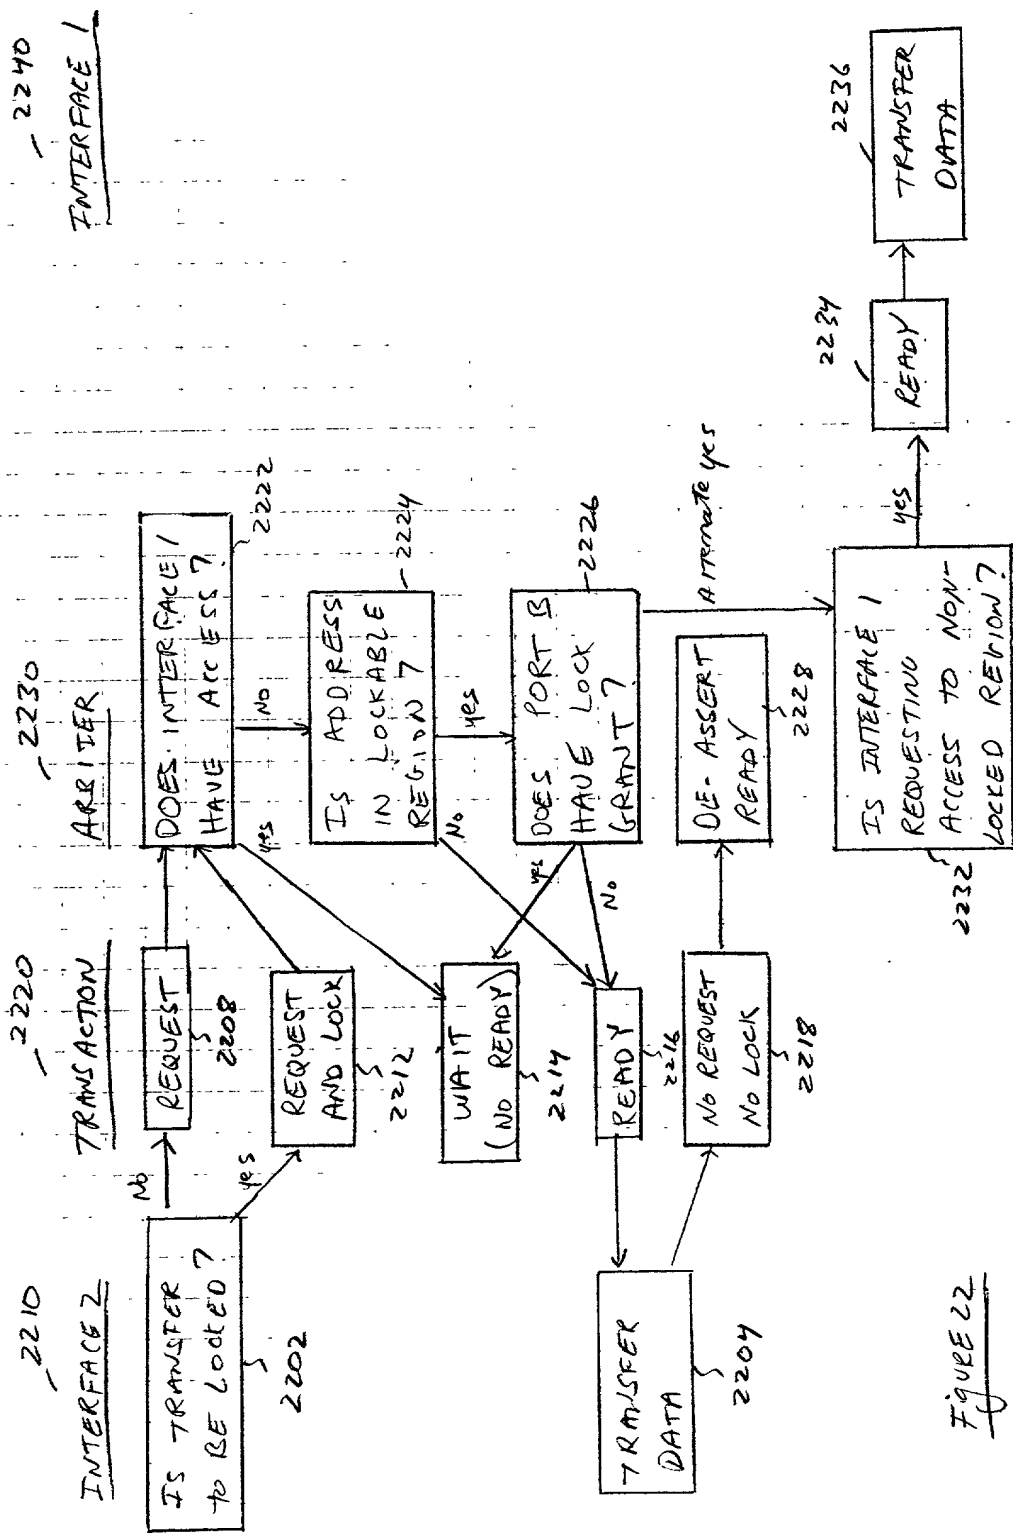 2210
INTERFACE 2
2220
TRANSACTION
2230
ARBITER
2240
INTERFACE 1
IS TRANSFER
TO BE LOCKED?
2202
No
yes
REQUEST
2208
REQUEST
AND LOCK
2212
DOES INTERFACE 1
HAVE ACCESS?
2222
yes
No
IS ADDRESS
IN LOCKABLE
REGION?
2224
No
yes
WAIT
(NO READY)
2214
DOES PORT B
HAVE LOCK
GRANT?
2226
yes
No
Alternate yes
READY
2216
TRANSFER
DATA
2204
NO REQUEST
NO LOCK
2218
DE-ASSERT
READY
2228
IS INTERFACE 1
REQUESTING
ACCESS TO NON-
LOCKED REGION?
2232
yes
READY
2234
TRANSFER
DATA
2236
FIGURE 22